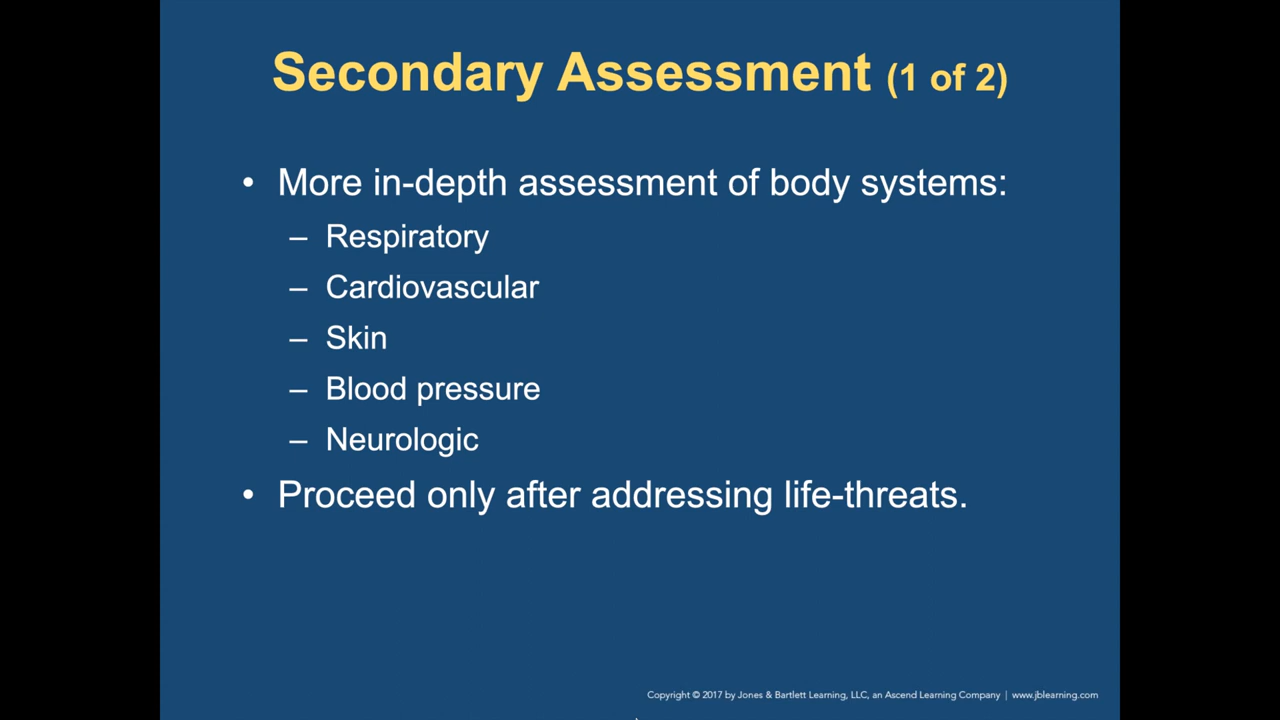 Secondary Assessment (1 of 2)
• More in-depth assessment of body systems:
– Respiratory
– Cardiovascular
– Skin
– Blood pressure
– Neurologic
• Proceed only after addressing life-threats.
Copyright © 2017 by Jones & Bartlett Learning, LLC, an Ascend Learning Company | www.jblearning.com